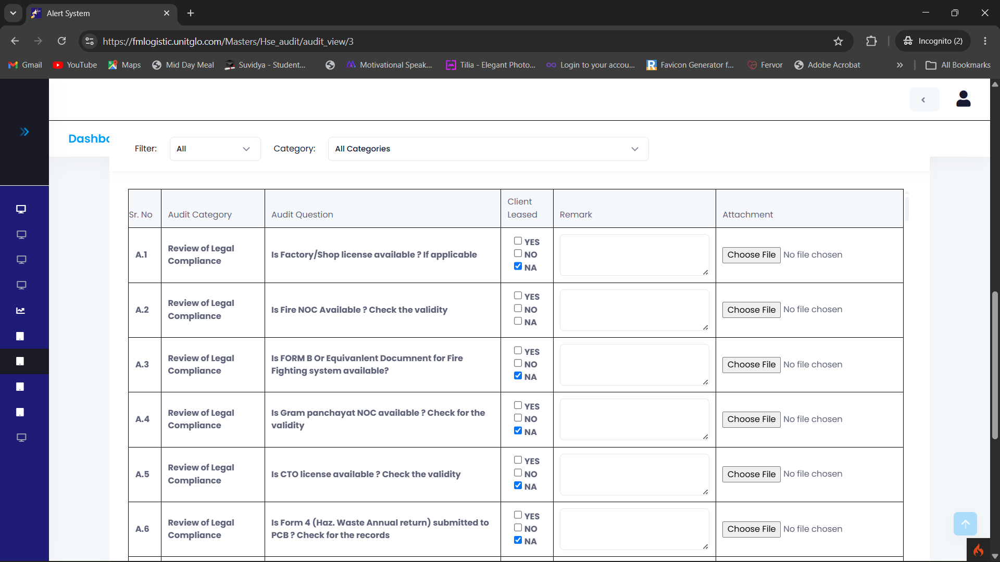 Alert System
https://fmlogistic.unitglo.com/Masters/Hse_audit/audit_view/3
Incognito (2)
Gmail
YouTube
Maps
Mid Day Meal
Suvidya - Student...
Motivational Speak...
Tilia - Elegant Photo...
Login to your accou...
Favicon Generator f...
Fervor
Adobe Acrobat
All Bookmarks
Dashbo
Filter:
All
Category:
All Categories
Sr. No
Audit Category
Audit Question
Client
Leased
Remark
Attachment
A.1
Review of Legal
Compliance
Is Factory/Shop license available ? If applicable
YES
NO
NA
Choose File No file chosen
A.2
Review of Legal
Compliance
Is Fire NOC Available ? Check the validity
YES
NO
NA
Choose File No file chosen
A.3
Review of Legal
Compliance
Is FORM B Or Equivanlent Documnent for Fire
Fighting system available?
YES
NO
NA
Choose File No file chosen
A.4
Review of Legal
Compliance
Is Gram panchayat NOC available ? Check for the
validity
YES
NO
NA
Choose File No file chosen
A.5
Review of Legal
Compliance
Is CTO license available ? Check the validity
YES
NO
NA
Choose File No file chosen
A.6
Review of Legal
Compliance
Is Form 4 (Haz. Waste Annual return) submitted to
PCB ? Check for the records
YES
NO
NA
Choose File No file chosen